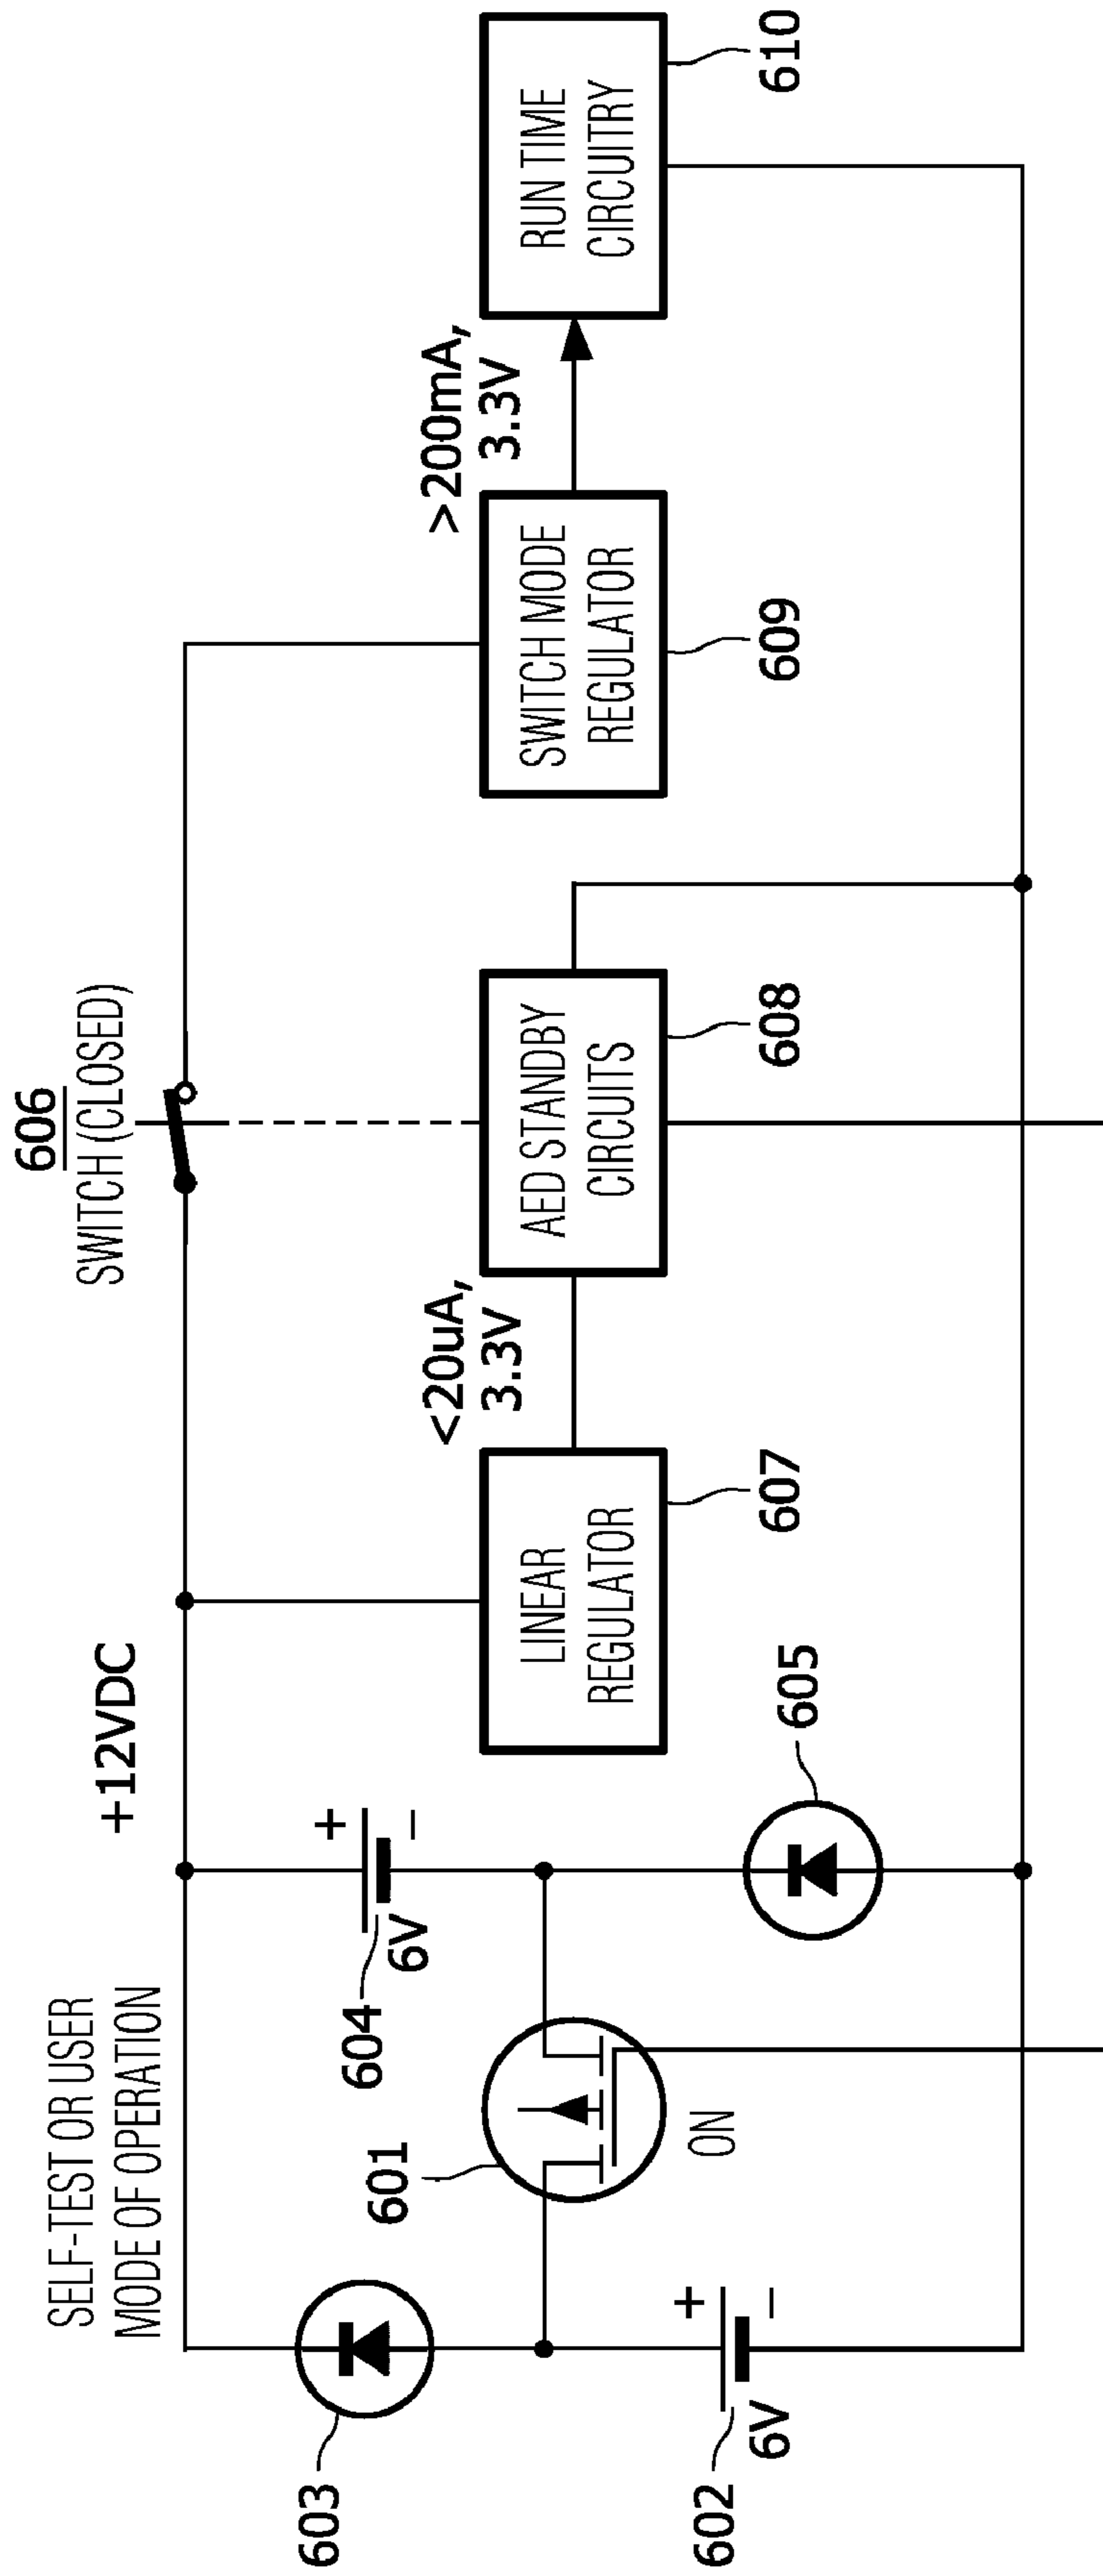 SELF-TEST OR USER
MODE OF OPERATION
+12VDC
606
SWITCH (CLOSED)
603
601
ON
604
6V
+
−
602
6V
+
−
605
LINEAR
REGULATOR
607
<20uA,
3.3V
AED STANDBY
CIRCUITS
608
SWITCH MODE
REGULATOR
609
>200mA,
3.3V
RUN TIME
CIRCUITRY
610